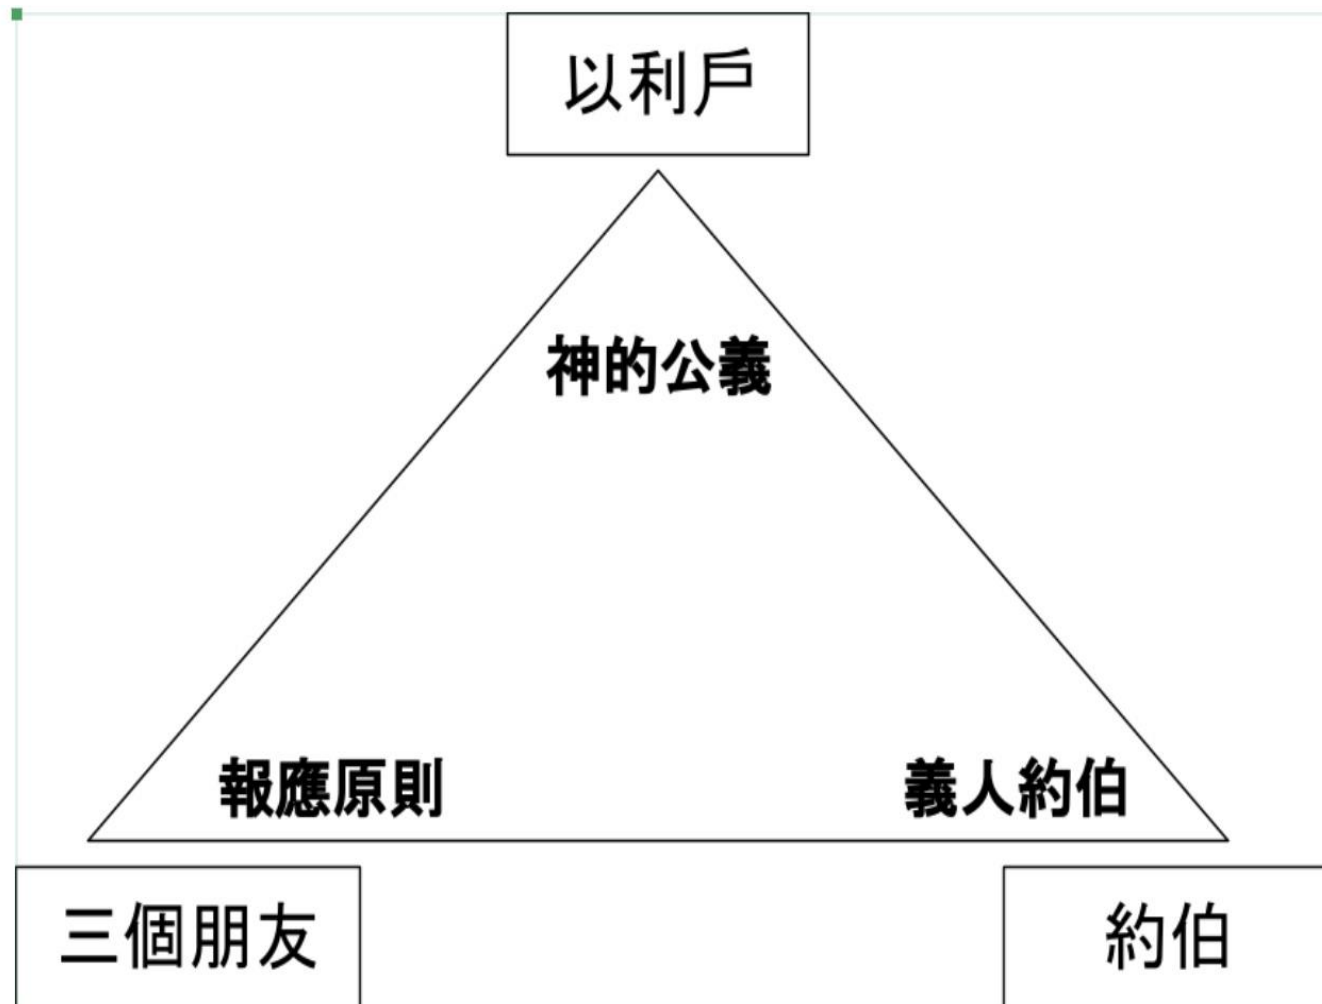 以利戶
神的公義
報應原則
義人約伯
三個朋友
約伯